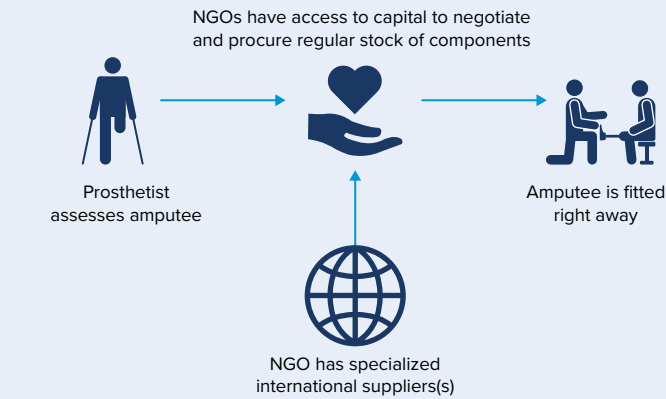 NGOs have access to capital to negotiate
and procure regular stock of components
Prosthetist
assesses amputee
Amputee is fitted
right away
NGO has specialized
international suppliers(s)